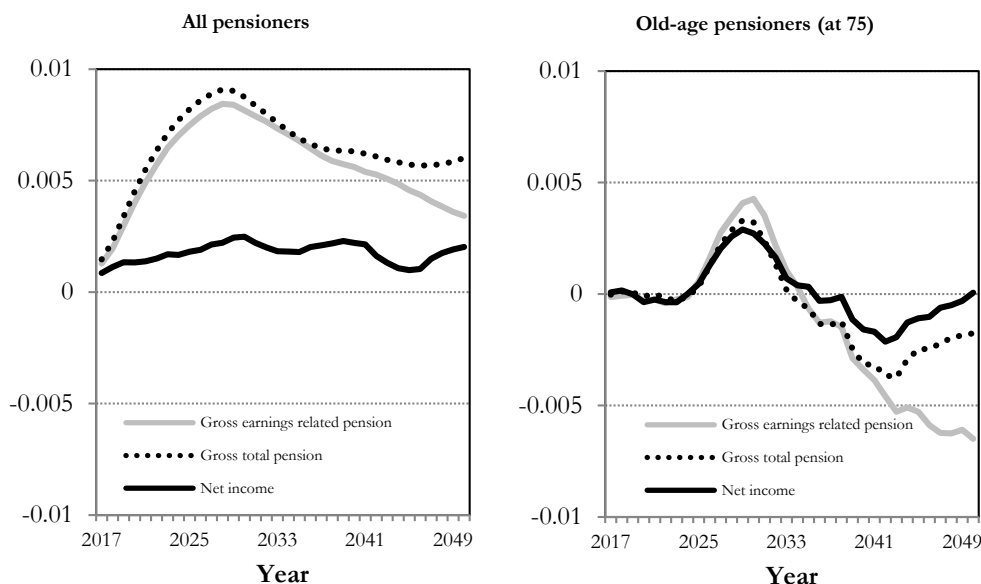 All pensioners
0.01
0.005
0
-0.005
-0.01
Gross earnings related pension
Gross total pension
Net income
2017 2025 2033 2041 2049
Year
Old-age pensioners (at 75)
0.01
0.005
0
-0.005
-0.01
Gross earnings related pension
Gross total pension
Net income
2017 2025 2033 2041 2049
Year